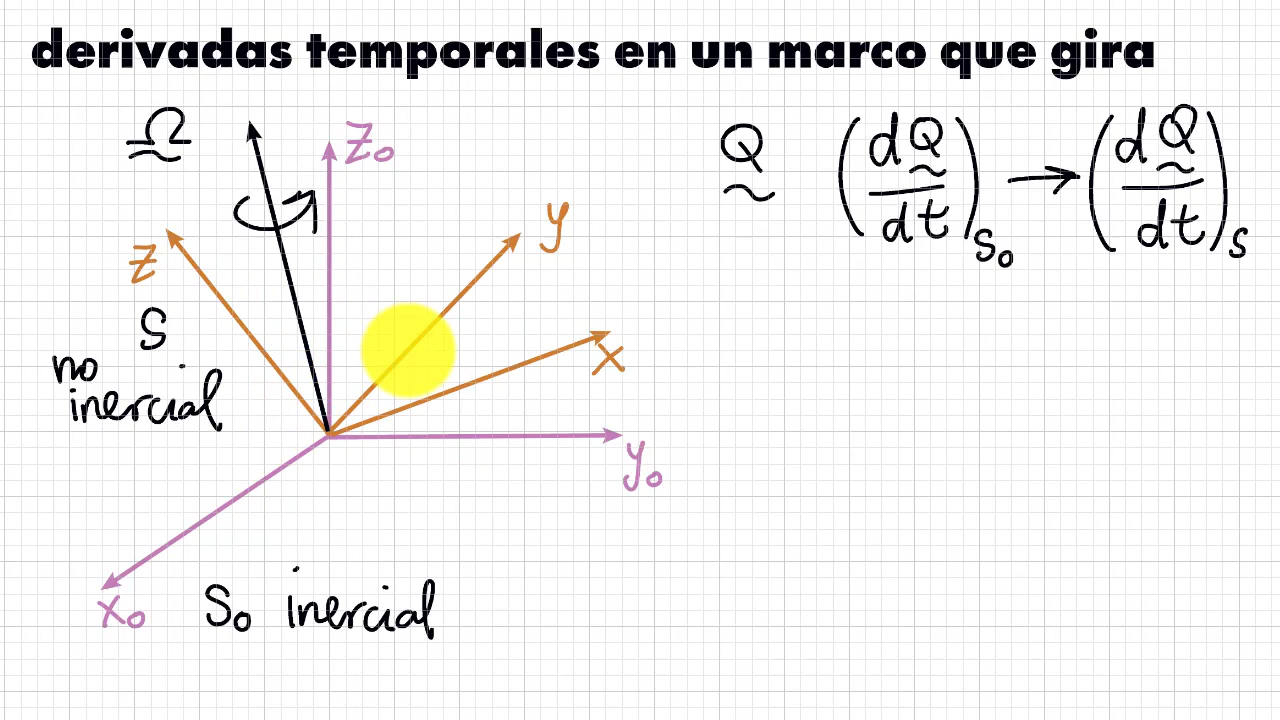 derivadas temporales en un marco que gira
Ω
Z₀
Q (dQ/dt)S₀ → (dQ/dt)S
y
Z
S
no
inercial
x
y₀
x₀
S₀ inercial